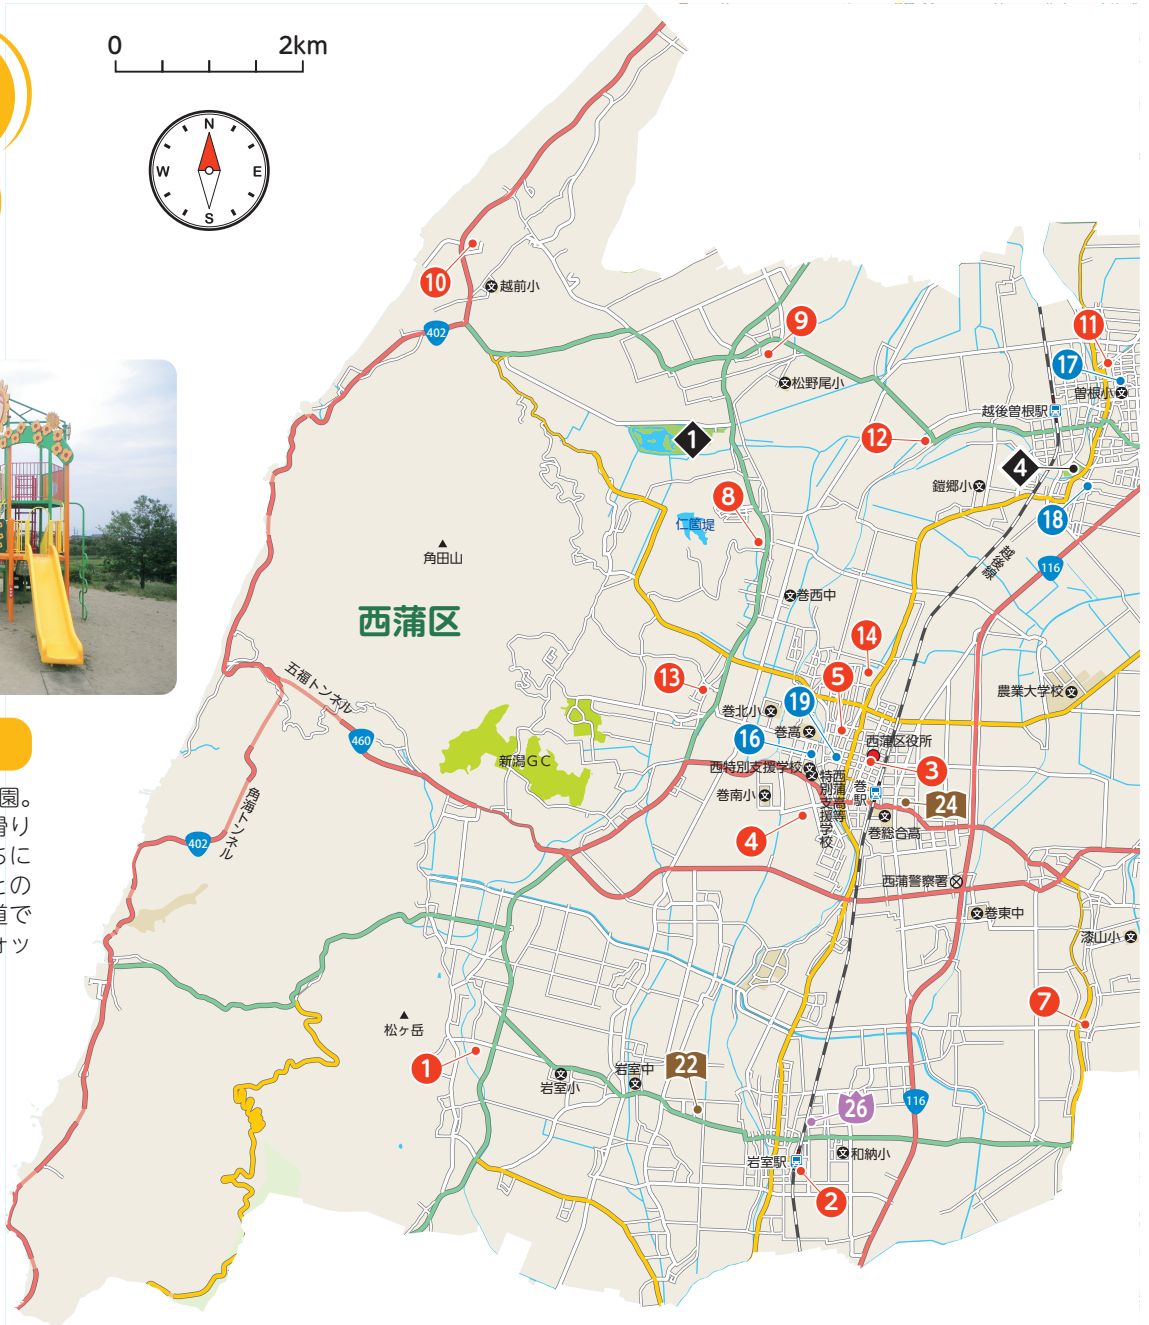 0 2km
N
W E
S
10
越前小
402
9
11
松野尾小
17
曽根小
越後曽根駅
1
12
4
鎧郷小
8
18
仁箇堤
越後線
116
角田山
西蒲区
巻西中
14
五福トンネル
13
5
農業大学校
19
巻北小
巻高
16
西蒲区役所
460
新潟GC
西特別支援学校
3
西蒲高等特別支援学校
巻駅
巻南小
24
角海トンネル
4
巻総合高
402
西蒲警察署
巻東中
漆山小
園。
滑り
道で
7
松ヶ岳
1
岩室小
岩室中
22
26
116
岩室駅
和納小
2